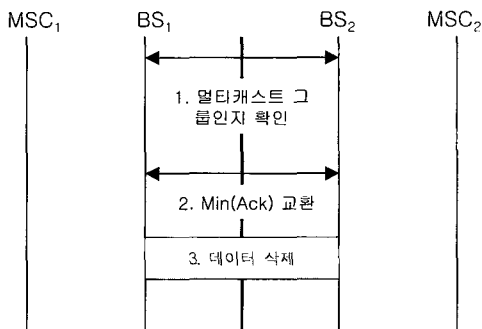 MSC₁ BS₁ BS₂ MSC₂
1. 멀티캐스트 그
룹인지 확인
2. Min(Ack) 교환
3. 데이터 삭제